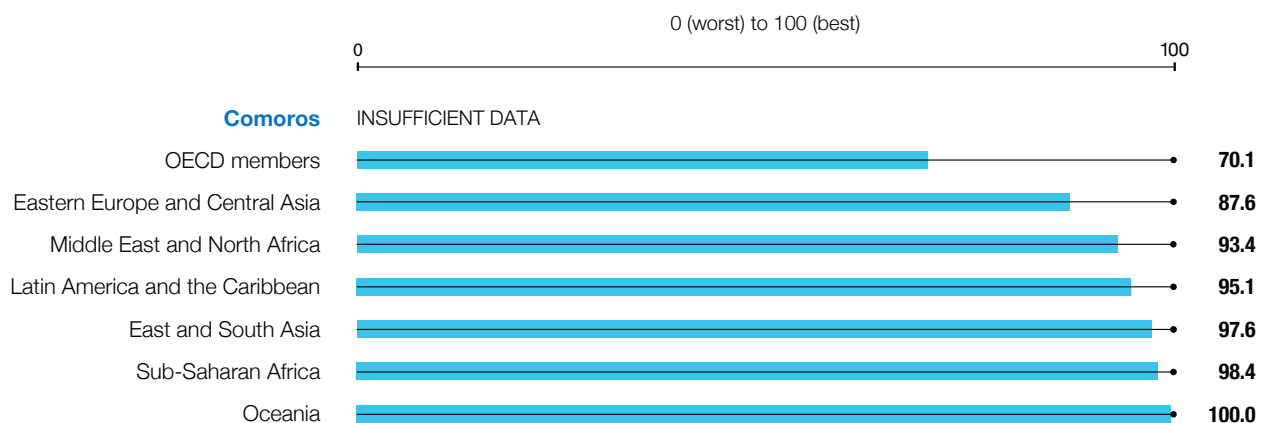 0 (worst) to 100 (best)
0 100
Comoros INSUFFICIENT DATA
OECD members 70.1
Eastern Europe and Central Asia 87.6
Middle East and North Africa 93.4
Latin America and the Caribbean 95.1
East and South Asia 97.6
Sub-Saharan Africa 98.4
Oceania 100.0